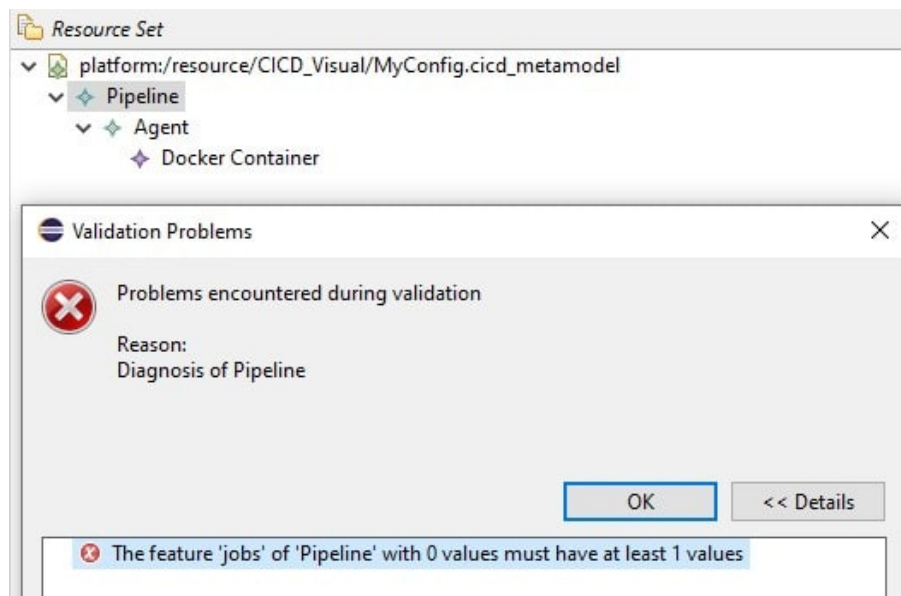 Resource Set
platform:/resource/CICD_Visual/MyConfig.cicd_metamodel
Pipeline
Agent
Docker Container
Validation Problems
Problems encountered during validation
Reason:
Diagnosis of Pipeline
OK
<< Details
The feature 'jobs' of 'Pipeline' with 0 values must have at least 1 values